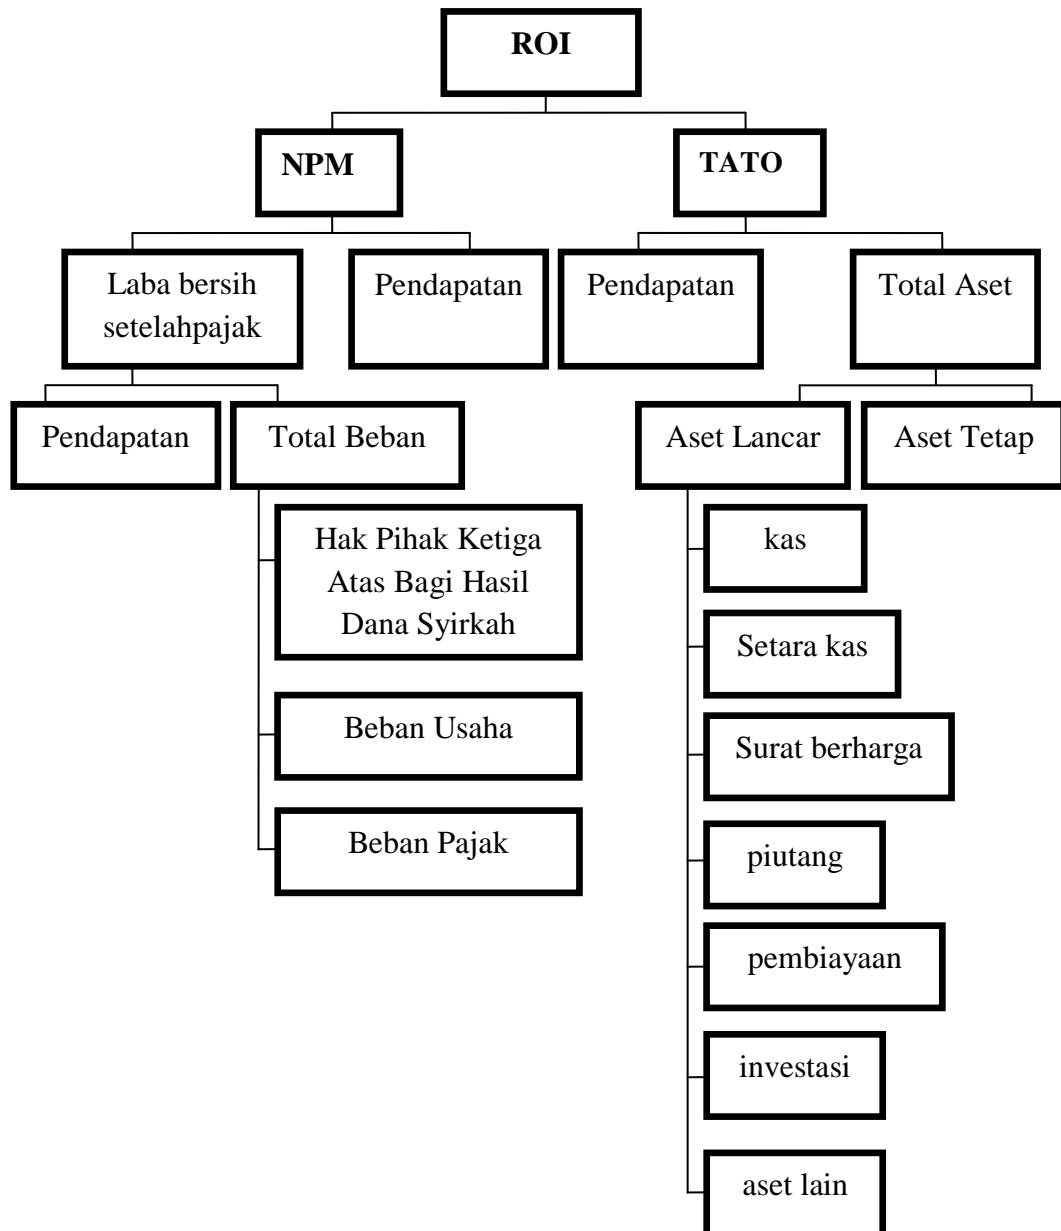 ROI
NPM
TATO
Laba bersih
setelahpajak
Pendapatan
Pendapatan
Total Aset
Pendapatan
Total Beban
Aset Lancar
Aset Tetap
Hak Pihak Ketiga
Atas Bagi Hasil
Dana Syirkah
Beban Usaha
Beban Pajak
kas
Setara kas
Surat berharga
piutang
pembiayaan
investasi
aset lain